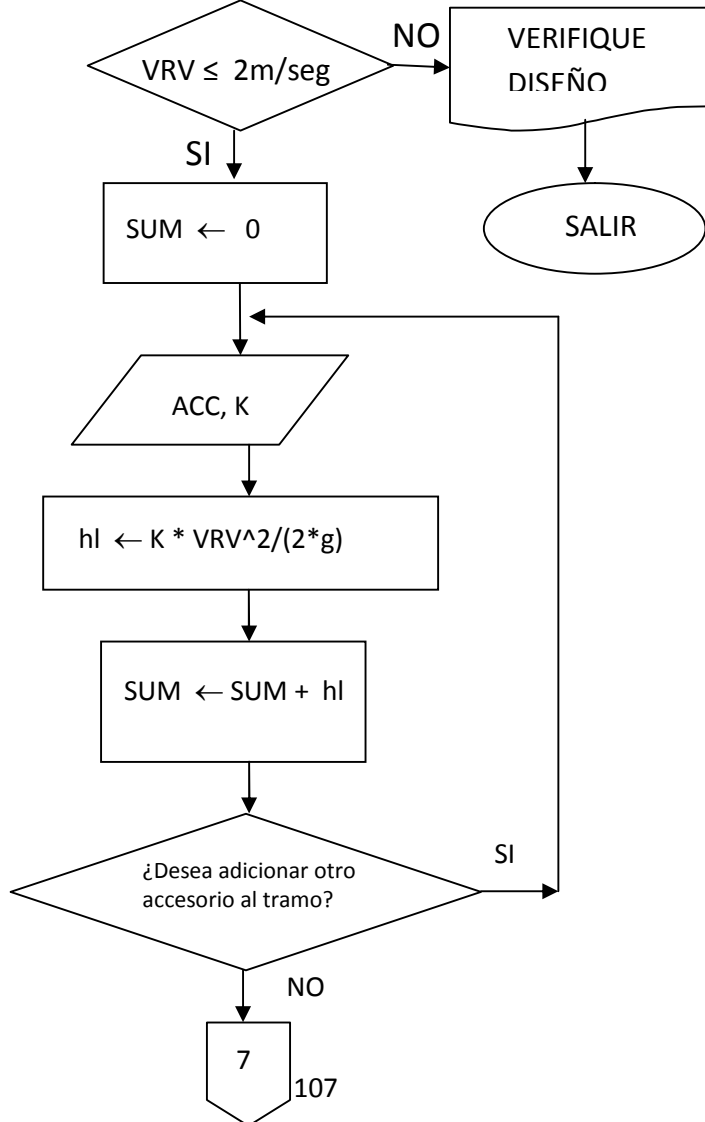 VRV ≤ 2m/seg
NO
VERIFIQUE
DISEÑO
SI
SUM ← 0
SALIR
ACC, K
hl ← K * VRV^2/(2*g)
SUM ← SUM + hl
¿Desea adicionar otro
accesorio al tramo?
SI
NO
7
107